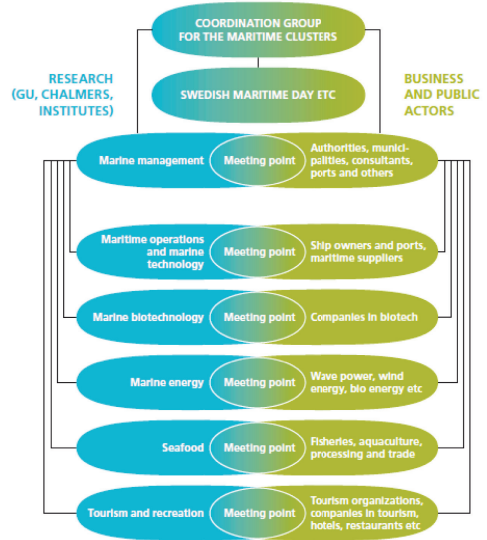 COORDINATION GROUP
FOR THE MARITIME CLUSTERS
RESEARCH
(GU, CHALMERS,
INSTITUTES)
SWEDISH MARITIME DAY ETC
BUSINESS
AND PUBLIC
ACTORS
Marine management
Meeting point
Authorities, munici-
palities, consultants,
ports and others
Maritime operations
and marine
technology
Meeting point
Ship owners and ports,
maritime suppliers
Marine biotechnology
Meeting point
Companies in biotech
Marine energy
Meeting point
Wave power, wind
energy, bio energy etc
Seafood
Meeting point
Fisheries, aquaculture,
processing and trade
Tourism and recreation
Meeting point
Tourism organizations,
companies in tourism,
hotels, restaurants etc